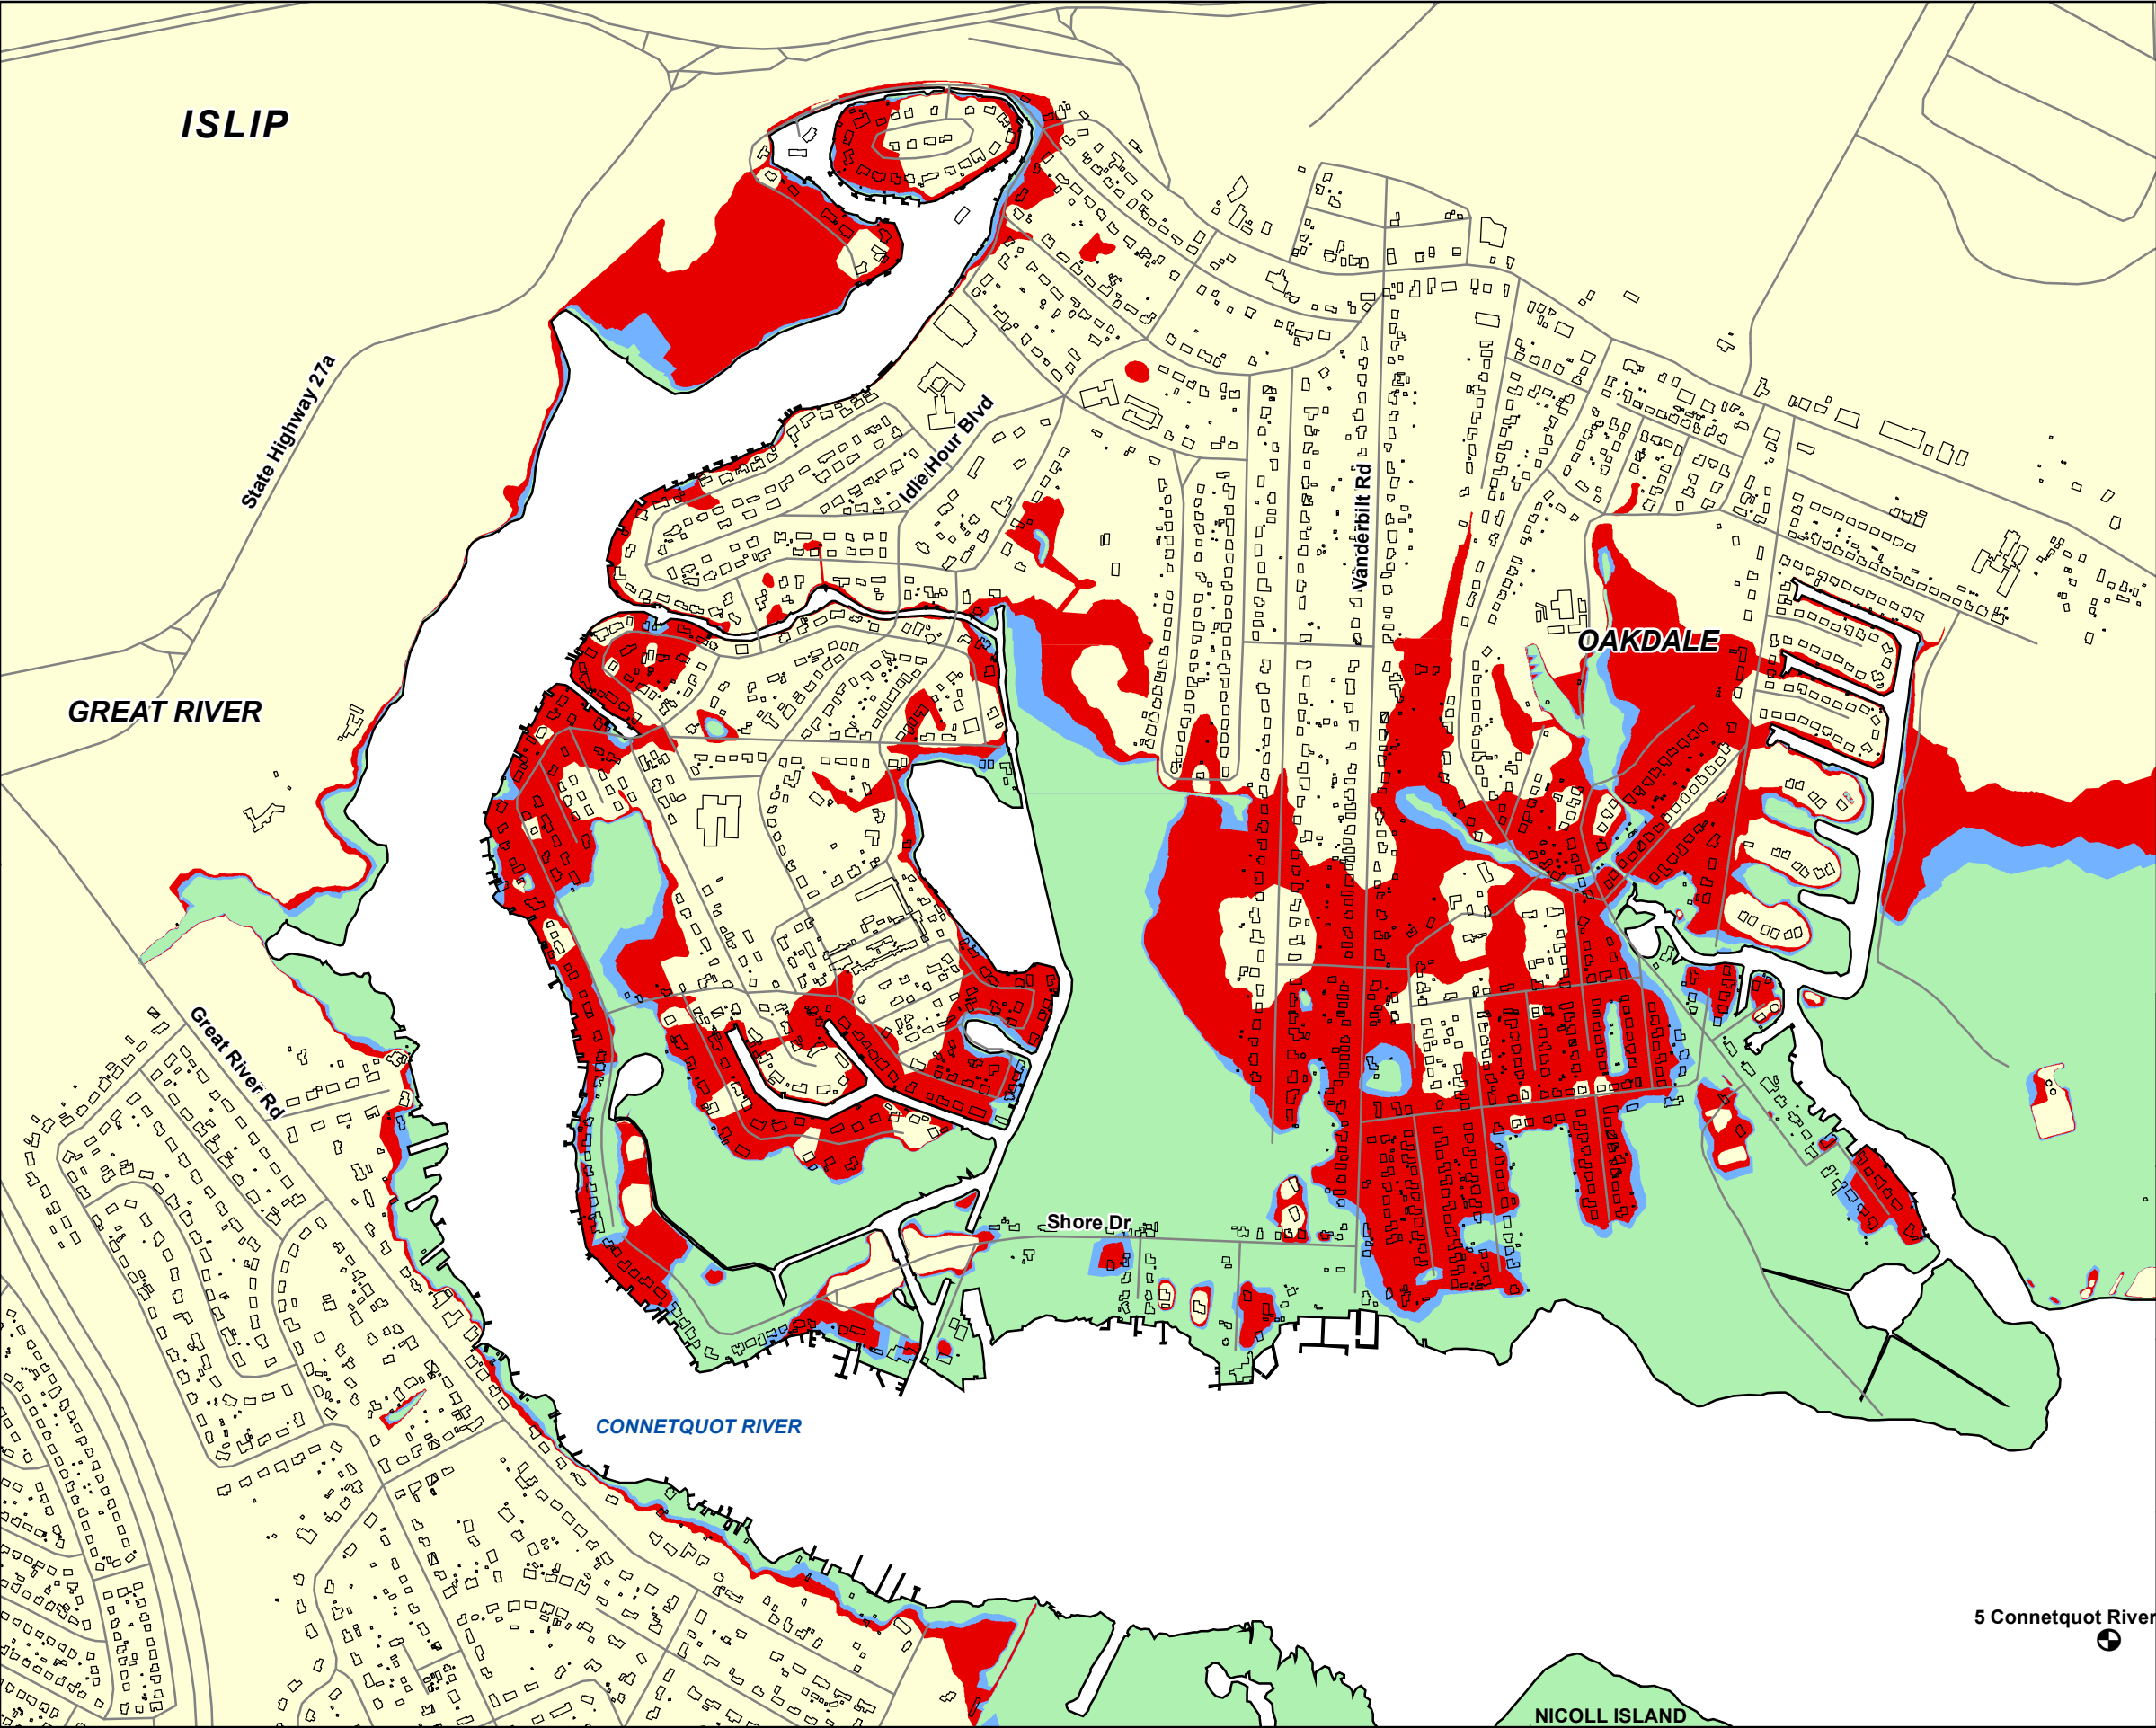 ISLIP
State Highway 27a
Idle Hour Blvd
Vanderbilt Rd
OAKDALE
GREAT RIVER
Great River Rd
Shore Dr
CONNETQUOT RIVER
5 Connetquot River
NICOLL ISLAND